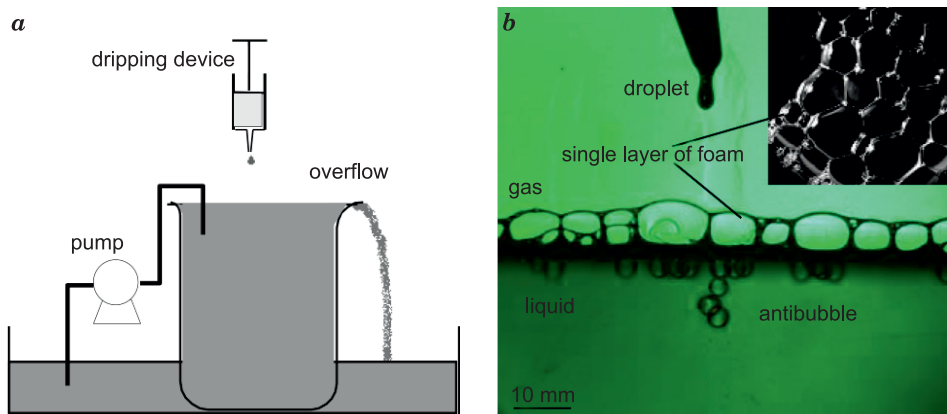 a
dripping device
overflow
pump
b
droplet
single layer of foam
gas
liquid
antibubble
10 mm